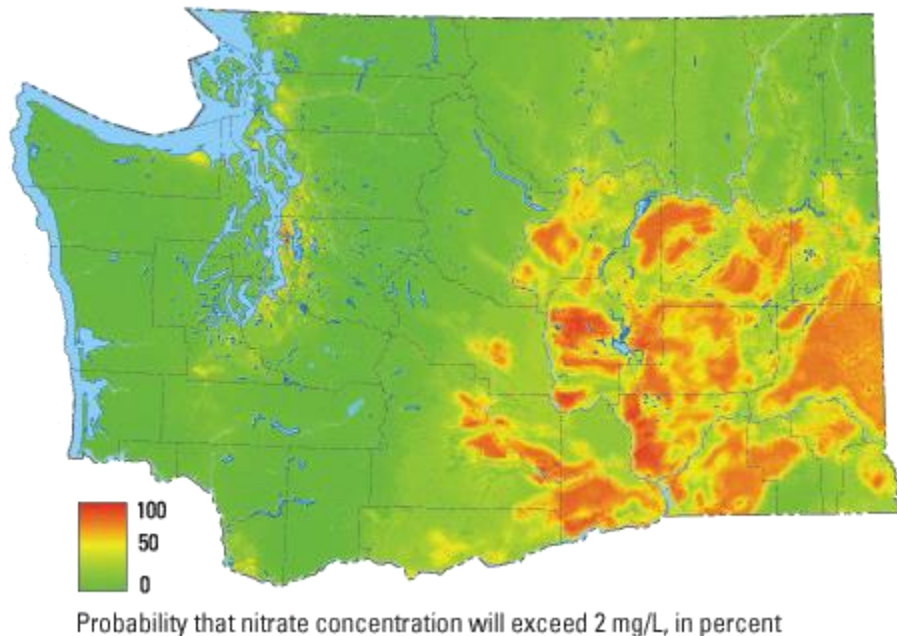 100
50
0
Probability that nitrate concentration will exceed 2 mg/L, in percent